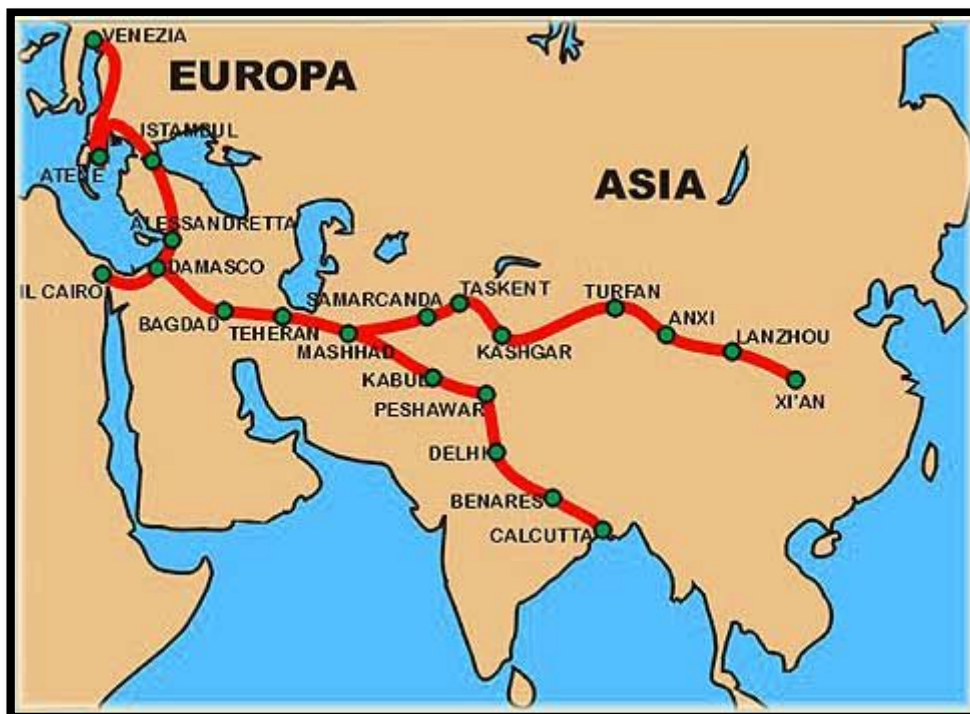 VENEZIA
EUROPA
ISTAMBUL
ATENE
ASIA
ALESSANDRETTA
DAMASCO
IL CAIRO
SAMARCANDA
TASKENT
TURFAN
BAGDAD
TEHERAN
MASHHAD
KASHGAR
ANXI
LANZHOU
KABUL
PESHAWAR
XI'AN
DELHI
BENARES
CALCUTTA